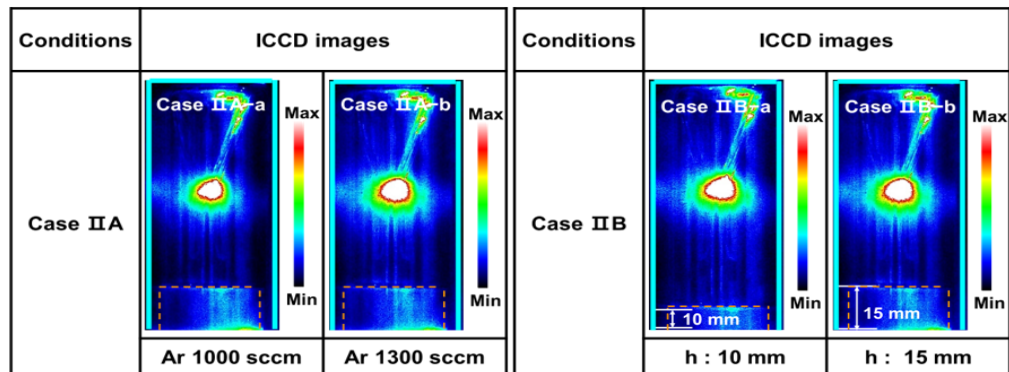 Conditions
ICCD images
Case ⅡA
Case ⅡA-a
Max
Min
Case ⅡA-b
Max
Min
Ar 1000 sccm
Ar 1300 sccm
Conditions
ICCD images
Case ⅡB
Case ⅡB-a
10 mm
Max
Min
Case ⅡB-b
15 mm
Max
Min
h : 10 mm
h : 15 mm